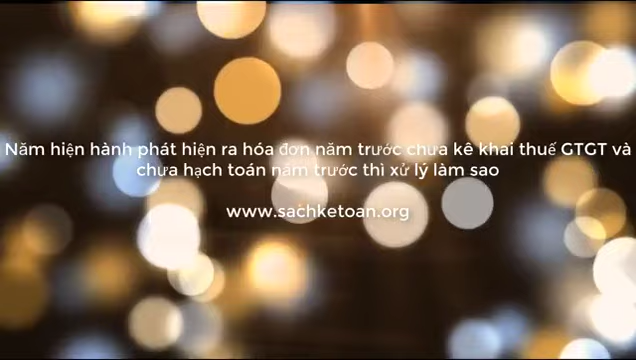 Năm hiện hành phát hiện ra hóa đơn năm trước chưa kê khai thuế GTGT và
chưa hạch toán năm trước thì xử lý làm sao
www.sachketoan.org